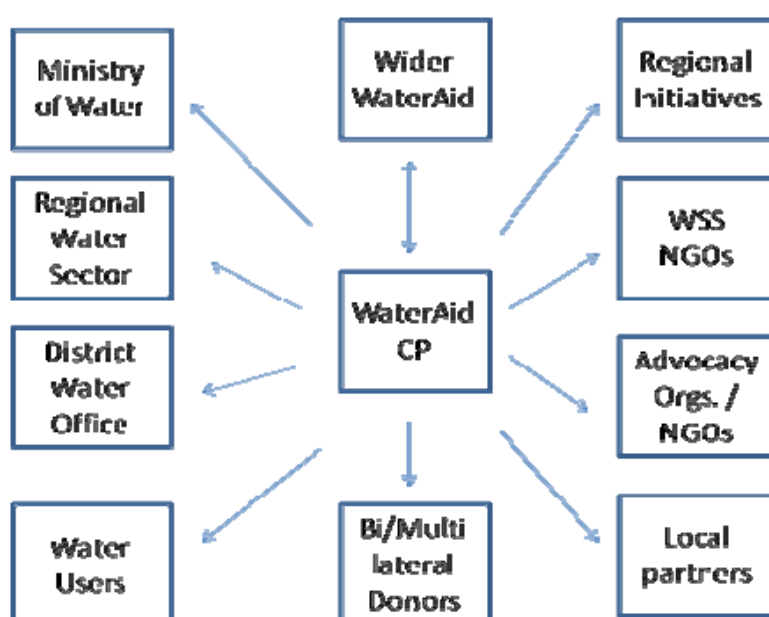 Ministry
of Water
Wider
WaterAid
Regional
Initiatives
Regional
Water
Sector
WSS
NGOs
WaterAid
CP
District
Water
Office
Advocacy
Orgs. /
NGOs
Water
Users
Bi/Multi
lateral
Donors
Local
partners